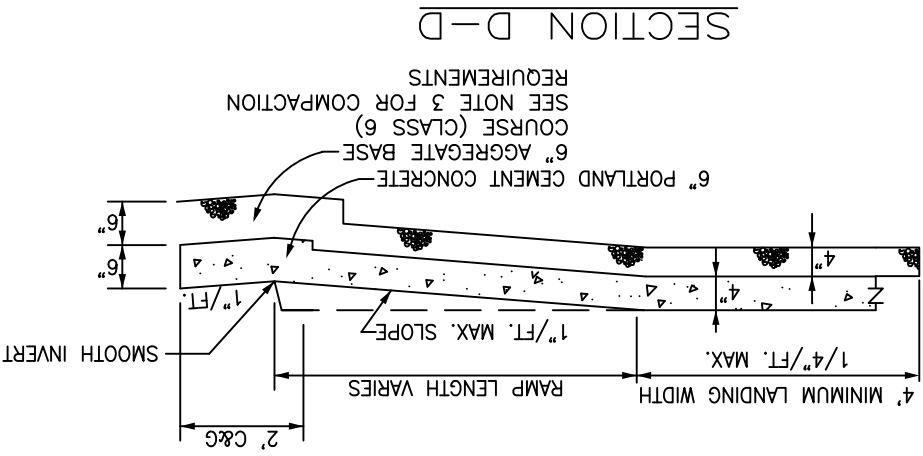 2' C&G
4' MINIMUM LANDING WIDTH
RAMP LENGTH VARIES
1/4"/FT. MAX.
SMOOTH INVERT
1"/FT. MAX. SLOPE
1"/FT.
4"
6"
4"
6"
6" PORTLAND CEMENT CONCRETE
6" AGGREGATE BASE
COURSE (CLASS 6)
SEE NOTE 3 FOR COMPACTION
REQUIREMENTS
SECTION D-D